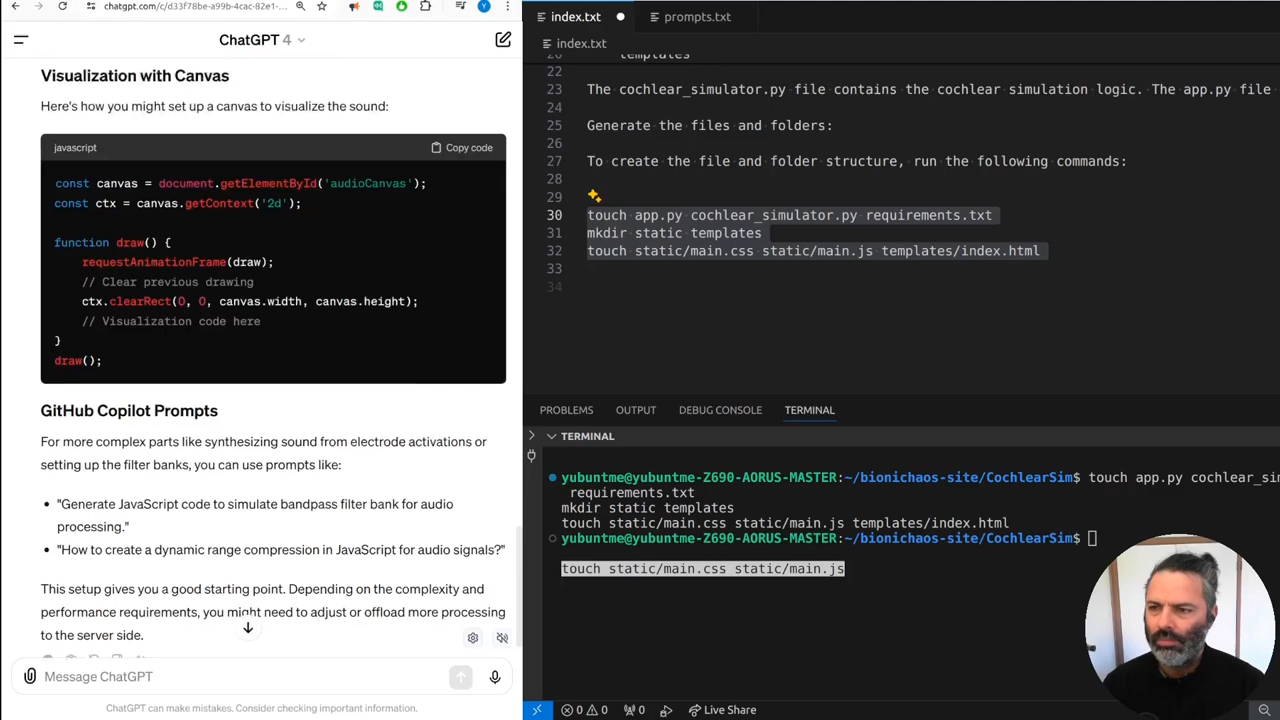 chatgpt.com/c/d33f78be-a99b-4cac-82e1-
ChatGPT 4
Visualization with Canvas
Here's how you might set up a canvas to visualize the sound:
javascript
Copy code
const canvas = document.getElementById('audioCanvas');
const ctx = canvas.getContext('2d');
function draw() {
requestAnimationFrame(draw);
// Clear previous drawing
ctx.clearRect(0, 0, canvas.width, canvas.height);
// Visualization code here
}
draw();
GitHub Copilot Prompts
For more complex parts like synthesizing sound from electrode activations or
setting up the filter banks, you can use prompts like:
"Generate JavaScript code to simulate bandpass filter bank for audio
processing."
"How to create a dynamic range compression in JavaScript for audio signals?"
This setup gives you a good starting point. Depending on the complexity and
performance requirements, you might need to adjust or offload more processing
to the server side.
Message ChatGPT
ChatGPT can make mistakes. Consider checking important information.
index.txt
prompts.txt
index.txt
templates
22
23 The cochlear_simulator.py file contains the cochlear simulation logic. The app.py file
24
25 Generate the files and folders:
26
27 To create the file and folder structure, run the following commands:
28
29
30 touch app.py cochlear_simulator.py requirements.txt
31 mkdir static templates
32 touch static/main.css static/main.js templates/index.html
33
34
PROBLEMS OUTPUT DEBUG CONSOLE TERMINAL
TERMINAL
yubuntme@yubuntme-Z690-AORUS-MASTER:~/bionichaos-site/CochlearSim$ touch app.py cochlear_si
requirements.txt
mkdir static templates
touch static/main.css static/main.js templates/index.html
yubuntme@yubuntme-Z690-AORUS-MASTER:~/bionichaos-site/CochlearSim$
touch static/main.css static/main.js
0 0 0 Live Share